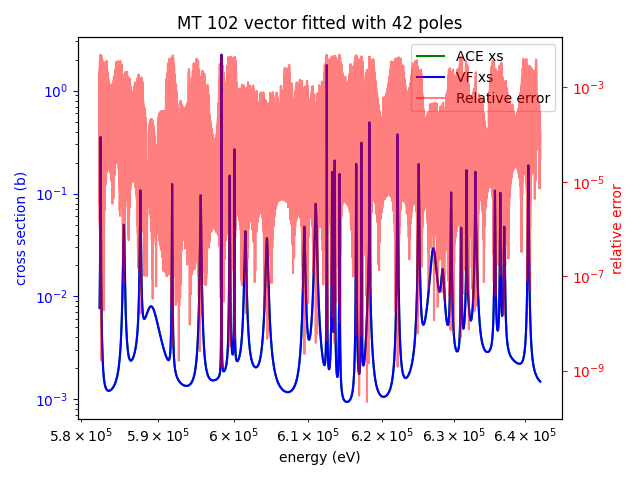 MT 102 vector fitted with 42 poles
ACE xs
VF xs
Relative error
10⁰
10⁻¹
10⁻²
10⁻³
cross section (b)
10⁻³
10⁻⁵
10⁻⁷
10⁻⁹
relative error
5.8 × 10⁵ 5.9 × 10⁵ 6 × 10⁵ 6.1 × 10⁵ 6.2 × 10⁵ 6.3 × 10⁵ 6.4 × 10⁵
energy (eV)